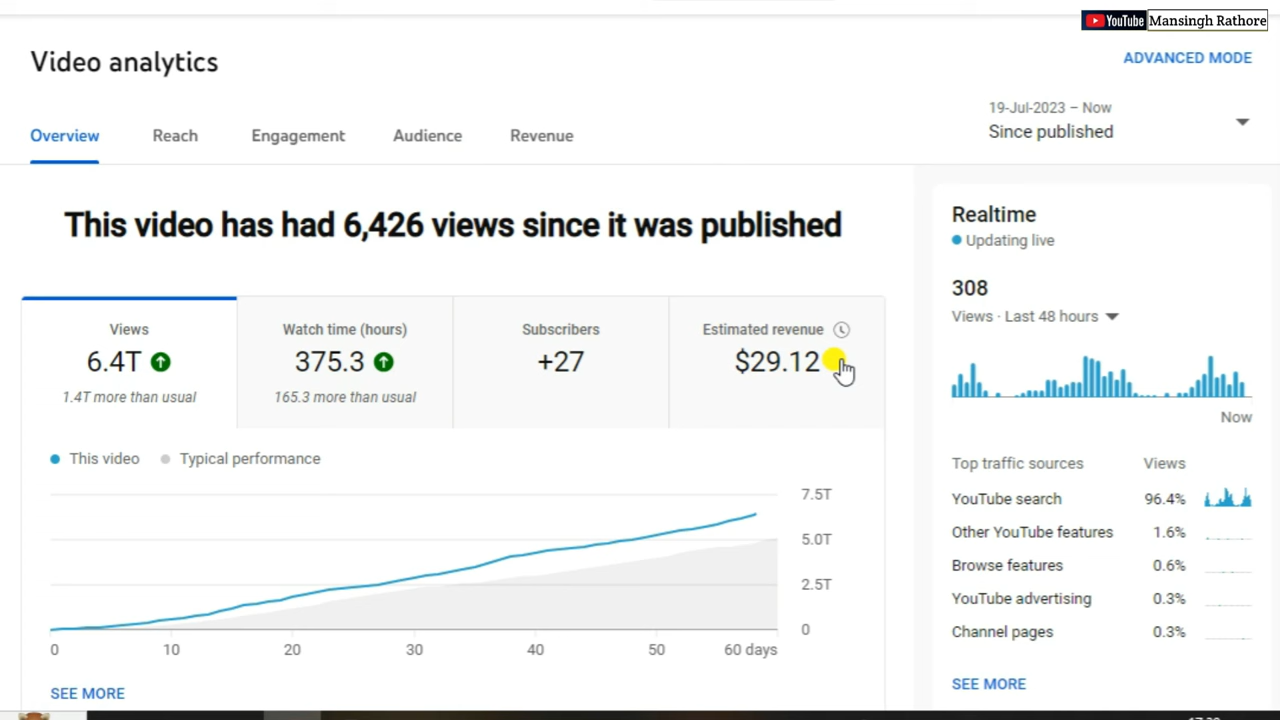 YouTube Mansingh Rathore
Video analytics
ADVANCED MODE
Overview Reach Engagement Audience Revenue
19-Jul-2023 – Now
Since published
This video has had 6,426 views since it was published
Views
6.4T
1.4T more than usual
Watch time (hours)
375.3
165.3 more than usual
Subscribers
+27
Estimated revenue
$29.12
This video Typical performance
7.5T
5.0T
2.5T
0
0 10 20 30 40 50 60 days
SEE MORE
Realtime
Updating live
308
Views · Last 48 hours
Now
Top traffic sources Views
YouTube search 96.4%
Other YouTube features 1.6%
Browse features 0.6%
YouTube advertising 0.3%
Channel pages 0.3%
SEE MORE